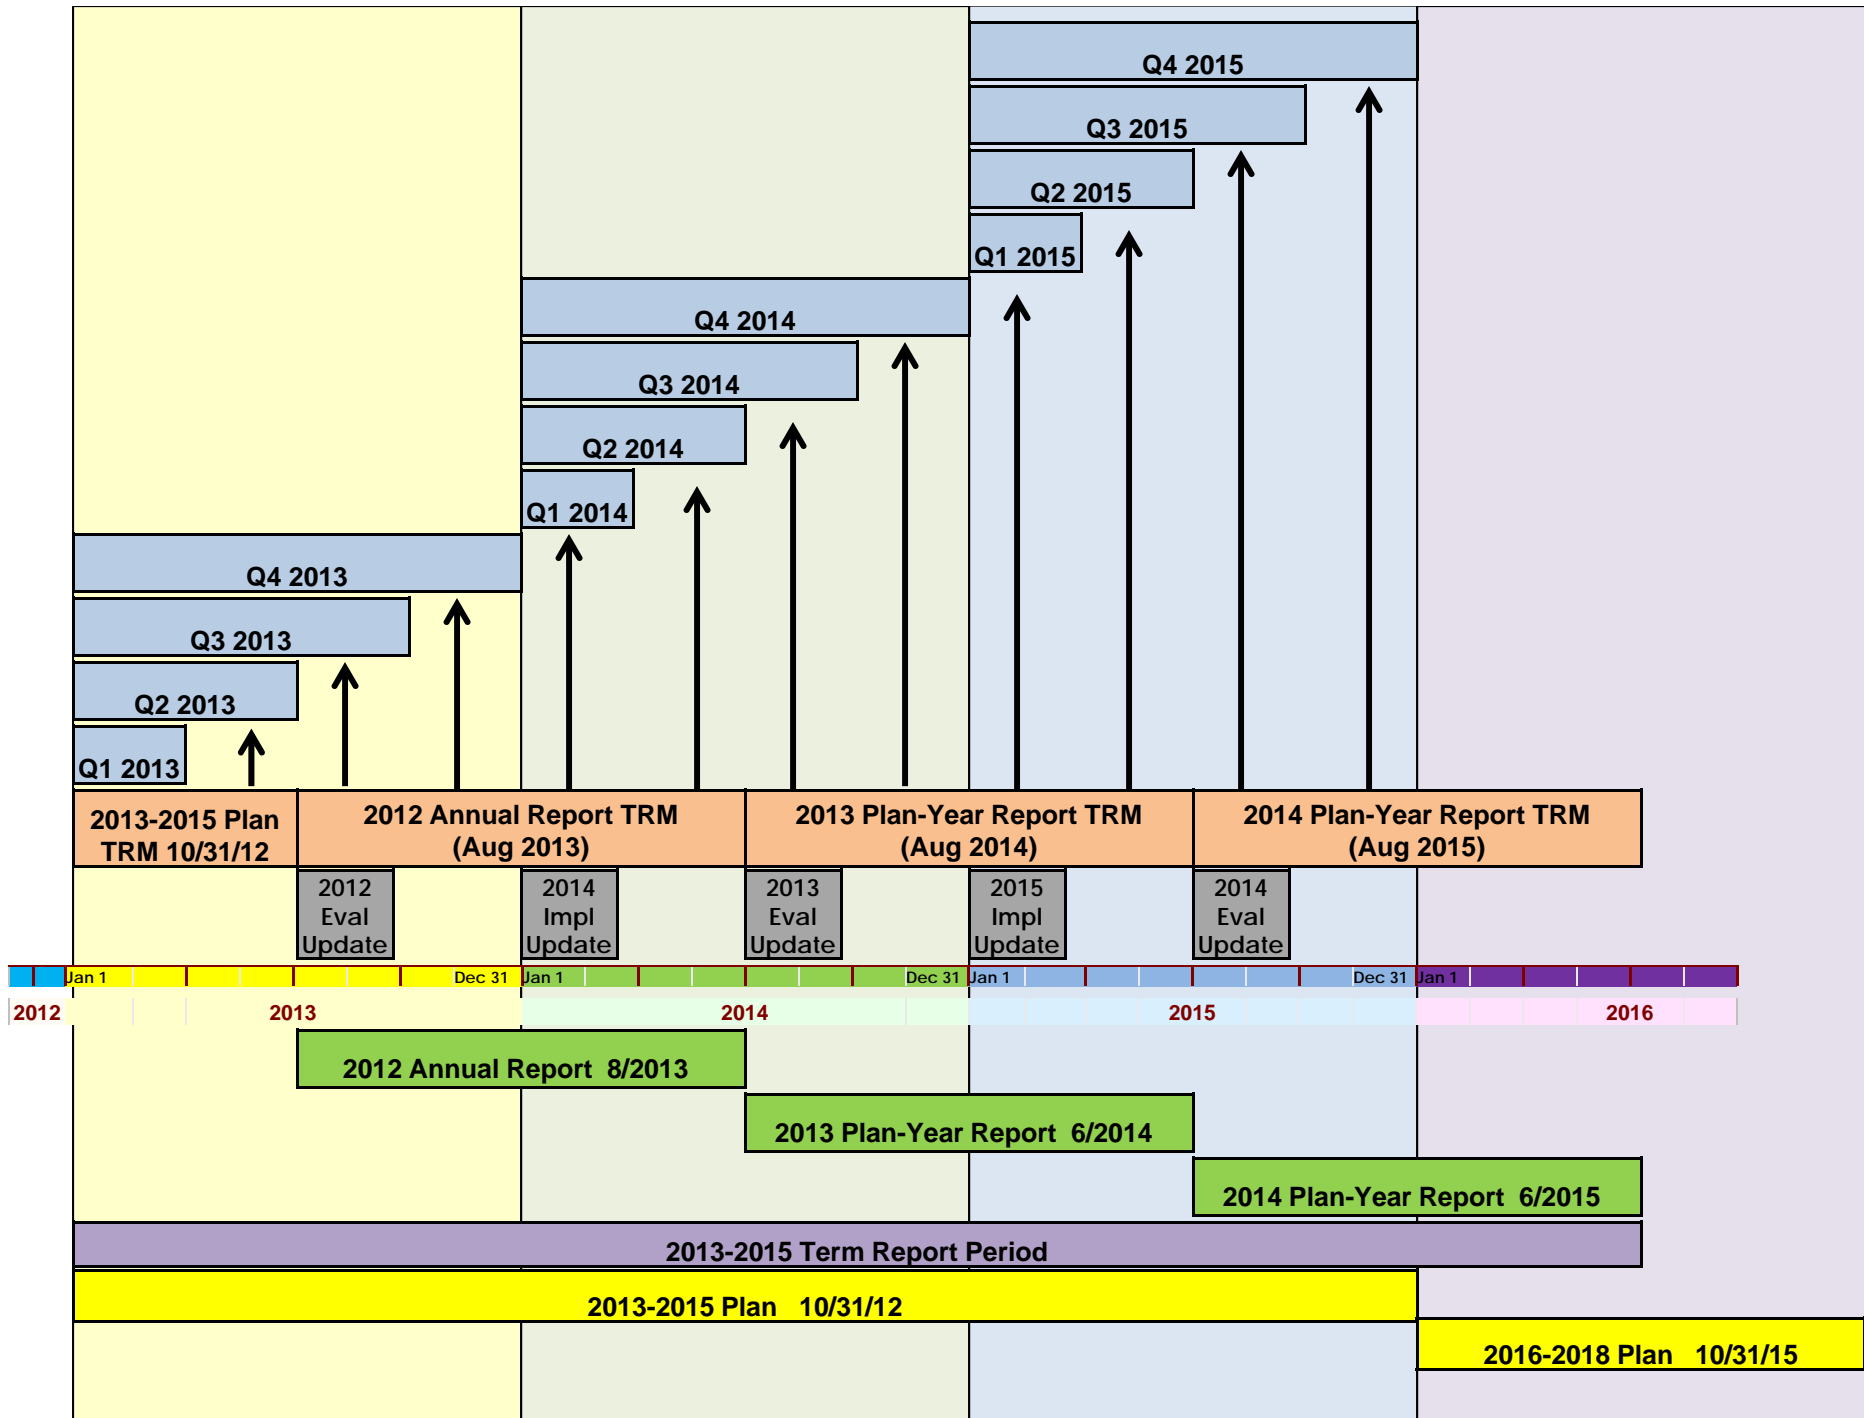 Q4 2015
Q3 2015
Q2 2015
Q1 2015
Q4 2014
Q3 2014
Q2 2014
Q1 2014
Q4 2013
Q3 2013
Q2 2013
Q1 2013
2013-2015 Plan
TRM 10/31/12
2012 Annual Report TRM
(Aug 2013)
2013 Plan-Year Report TRM
(Aug 2014)
2014 Plan-Year Report TRM
(Aug 2015)
2012
Eval
Update
2014
Impl
Update
2013
Eval
Update
2015
Impl
Update
2014
Eval
Update
Jan 1
Dec 31
Jan 1
Dec 31
Jan 1
Dec 31
Jan 1
2012
2013
2014
2015
2016
2012 Annual Report 8/2013
2013 Plan-Year Report 6/2014
2014 Plan-Year Report 6/2015
2013-2015 Term Report Period
2013-2015 Plan 10/31/12
2016-2018 Plan 10/31/15